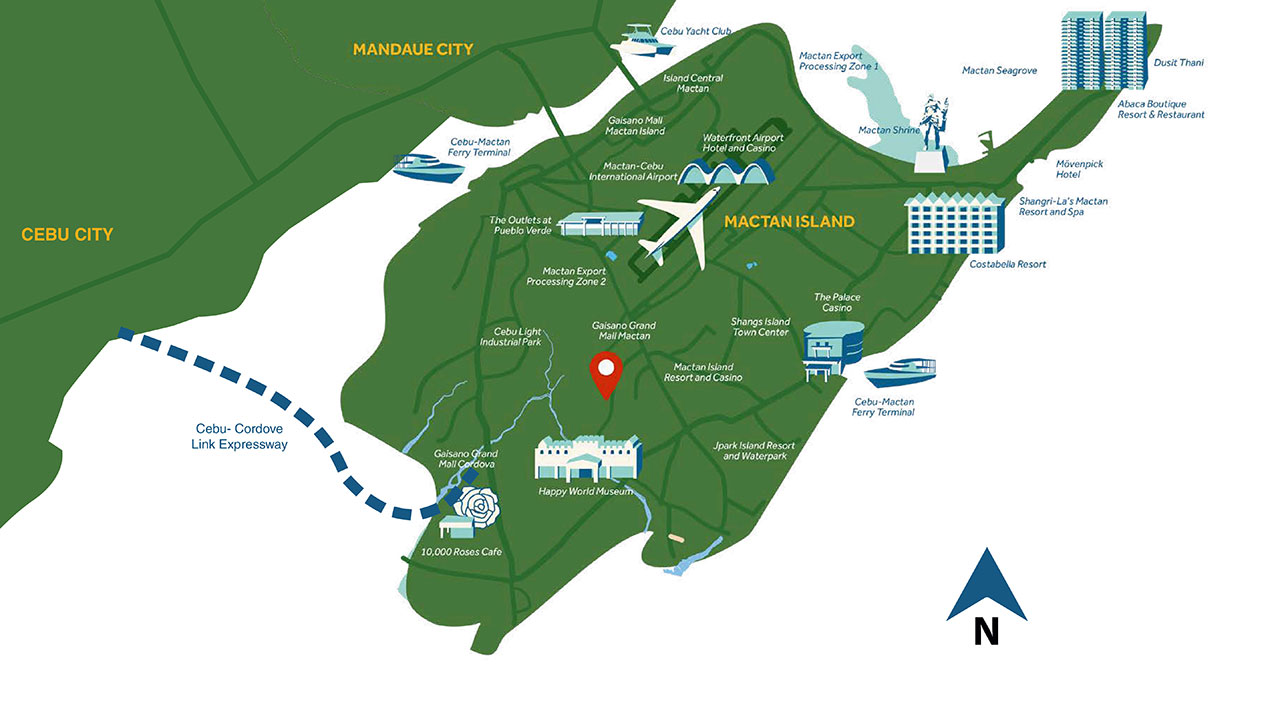 MANDAUE CITY
Cebu Yacht Club
Mactan Export
Processing Zone 1
Mactan Seagrove
Dusit Thani
Island Central
Mactan
Abaca Boutique
Resort & Restaurant
Gaisano Mall
Mactan Island
Mactan Shrine
Waterfront Airport
Hotel and Casino
Cebu-Mactan
Ferry Terminal
Mactan-Cebu
International Airport
Mövenpick
Hotel
Shangri-La's Mactan
Resort and Spa
The Outlets at
Pueblo Verde
MACTAN ISLAND
CEBU CITY
Costabella Resort
Mactan Export
Processing Zone 2
The Palace
Casino
Cebu Light
Industrial Park
Gaisano Grand
Mall Mactan
Shangs Island
Town Center
Mactan Island
Resort and Casino
Cebu-Mactan
Ferry Terminal
Cebu- Cordove
Link Expressway
Gaisano Grand
Mall Cordova
Jpark Island Resort
and Waterpark
Happy World Museum
10,000 Roses Cafe
N